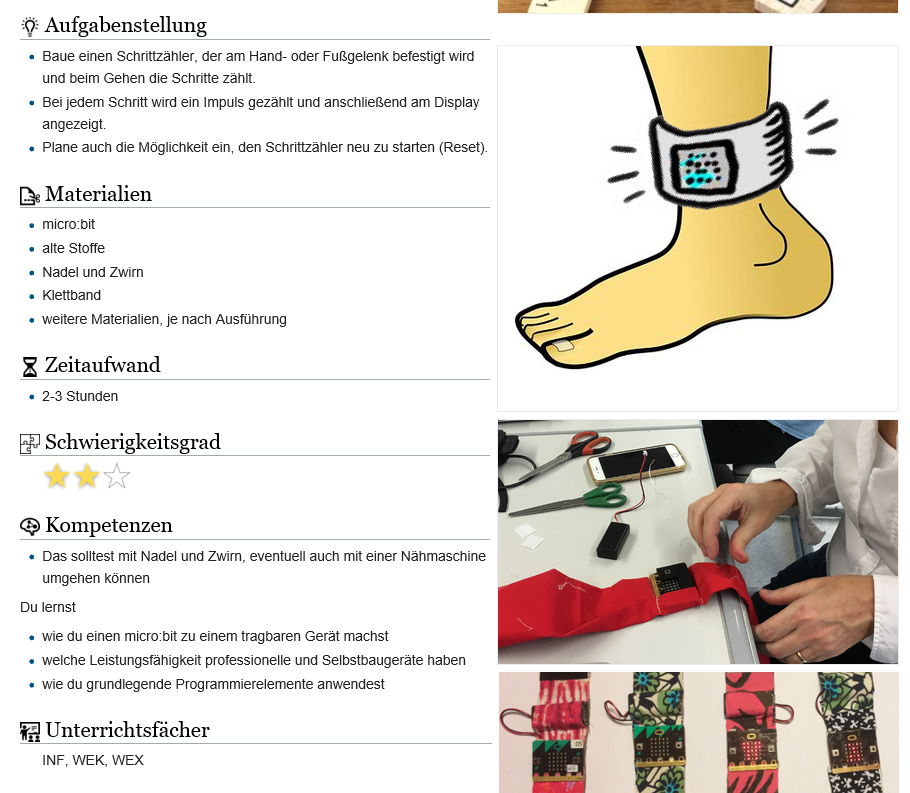 Aufgabenstellung
Baue einen Schrittzähler, der am Hand- oder Fußgelenk befestigt wird
und beim Gehen die Schritte zählt.
Bei jedem Schritt wird ein Impuls gezählt und anschließend am Display
angezeigt.
Plane auch die Möglichkeit ein, den Schrittzähler neu zu starten (Reset).
Materialien
micro:bit
alte Stoffe
Nadel und Zwirn
Klettband
weitere Materialien, je nach Ausführung
Zeitaufwand
2-3 Stunden
Schwierigkeitsgrad
Kompetenzen
Das solltest mit Nadel und Zwirn, eventuell auch mit einer Nähmaschine
umgehen können
Du lernst
wie du einen micro:bit zu einem tragbaren Gerät machst
welche Leistungsfähigkeit professionelle und Selbstbaugeräte haben
wie du grundlegende Programmierelemente anwendest
Unterrichtsfächer
INF, WEK, WEX